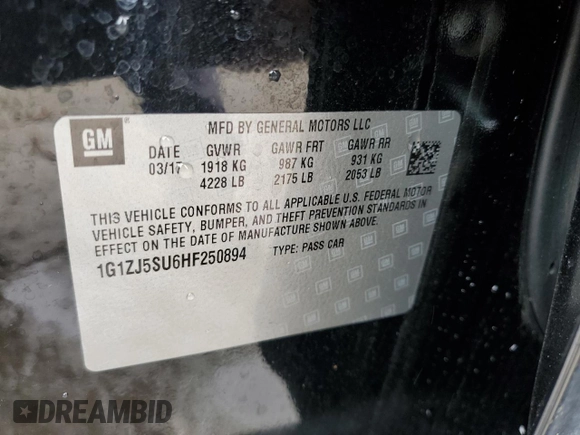 GM
MFD BY GENERAL MOTORS LLC
DATE GVWR GAWR FRT GAWR RR
03/17 1918 KG 987 KG 931 KG
4228 LB 2175 LB 2053 LB
THIS VEHICLE CONFORMS TO ALL APPLICABLE U.S. FEDERAL MOTOR
VEHICLE SAFETY, BUMPER, AND THEFT PREVENTION STANDARDS IN
EFFECT ON THE DATE OF MANUFACTURE SHOWN ABOVE.
1G1ZJ5SU6HF250894 TYPE: PASS CAR
DREAMBID